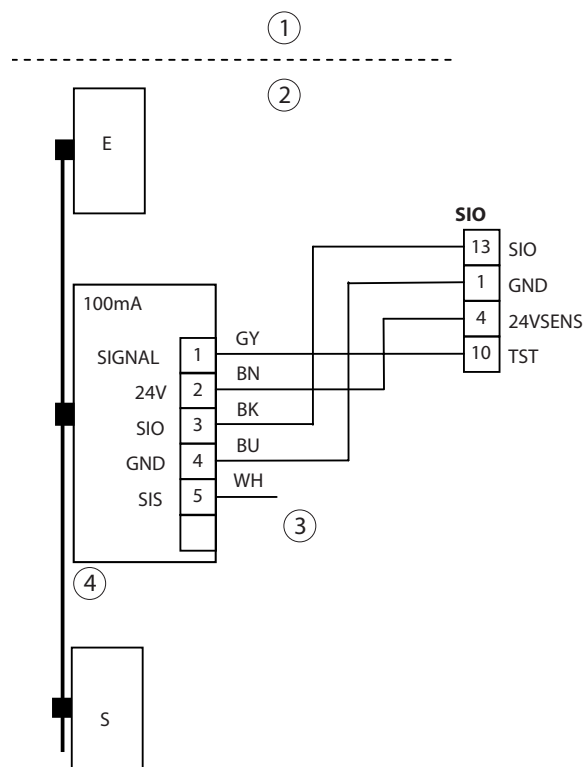 1
2
E
SIO
13 SIO
1 GND
4 24VSENS
10 TST
100mA
SIGNAL 1 GY
24V 2 BN
SIO 3 BK
GND 4 BU
SIS 5 WH
3
4
S